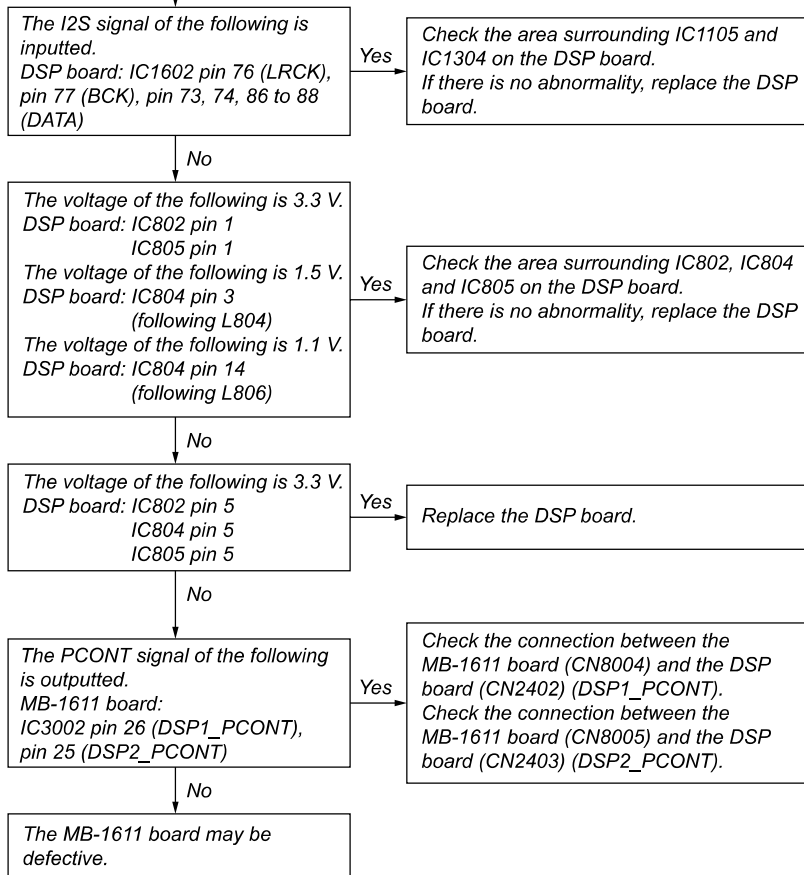 The I2S signal of the following is
inputted.
DSP board: IC1602 pin 76 (LRCK),
pin 77 (BCK), pin 73, 74, 86 to 88
(DATA)
Yes
Check the area surrounding IC1105 and
IC1304 on the DSP board.
If there is no abnormality, replace the DSP
board.
No
The voltage of the following is 3.3 V.
DSP board: IC802 pin 1
IC805 pin 1
The voltage of the following is 1.5 V.
DSP board: IC804 pin 3
(following L804)
The voltage of the following is 1.1 V.
DSP board: IC804 pin 14
(following L806)
Yes
Check the area surrounding IC802, IC804
and IC805 on the DSP board.
If there is no abnormality, replace the DSP
board.
No
The voltage of the following is 3.3 V.
DSP board: IC802 pin 5
IC804 pin 5
IC805 pin 5
Yes
Replace the DSP board.
No
The PCONT signal of the following
is outputted.
MB-1611 board:
IC3002 pin 26 (DSP1_PCONT),
pin 25 (DSP2_PCONT)
Yes
Check the connection between the
MB-1611 board (CN8004) and the DSP
board (CN2402) (DSP1_PCONT).
Check the connection between the
MB-1611 board (CN8005) and the DSP
board (CN2403) (DSP2_PCONT).
No
The MB-1611 board may be
defective.